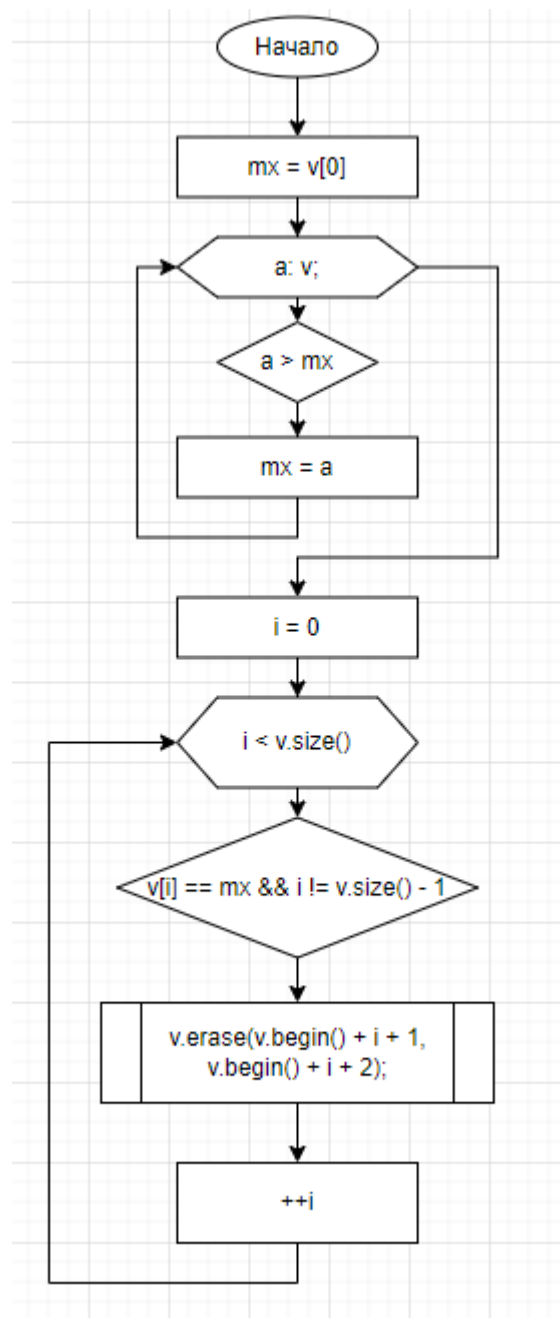 Начало
mx = v[0]
a: v;
a > mx
mx = a
i = 0
i < v.size()
v[i] == mx && i != v.size() - 1
v.erase(v.begin() + i + 1,
v.begin() + i + 2);
++i